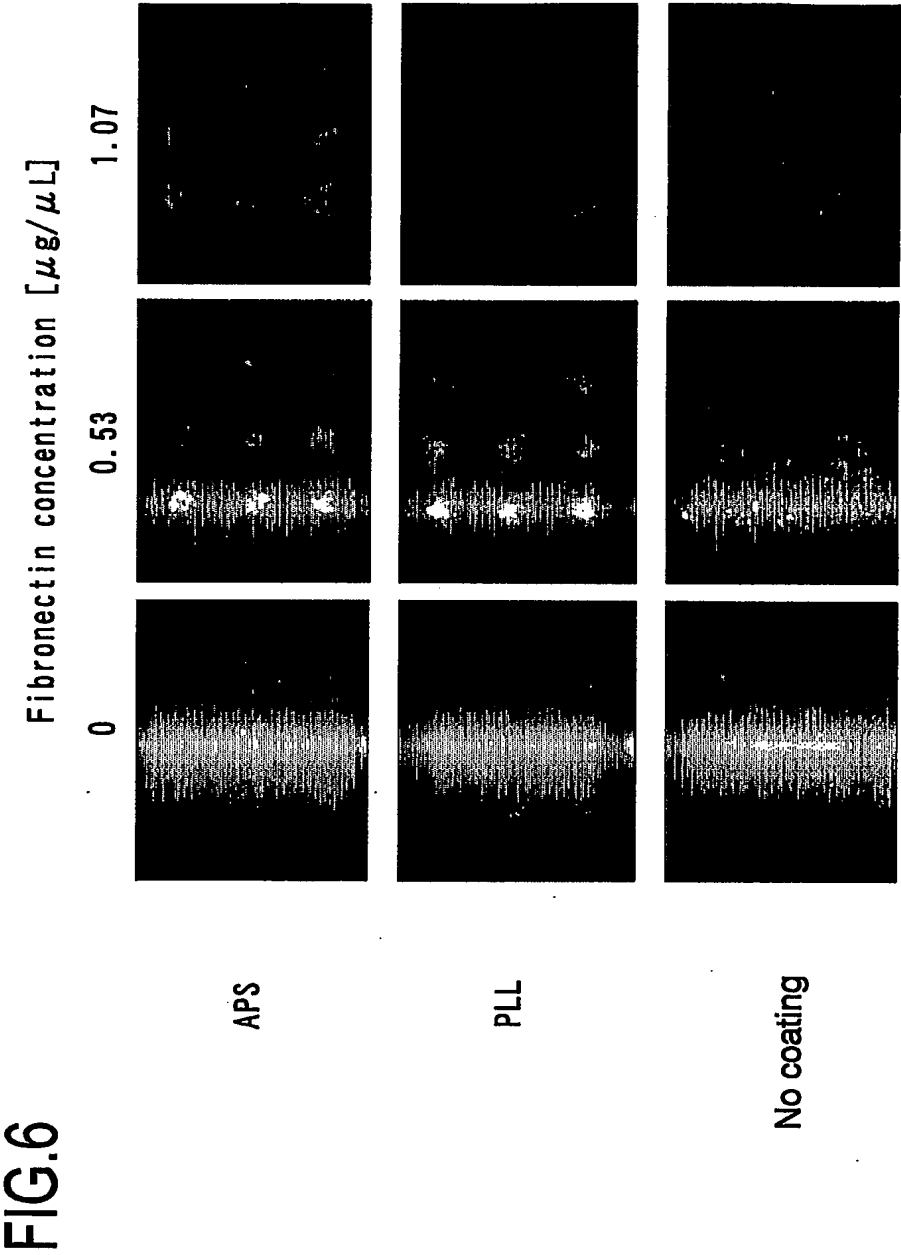 FIG.6
Fibronectin concentration [μg/μL]
0
0.53
1.07
APS
PLL
No coating